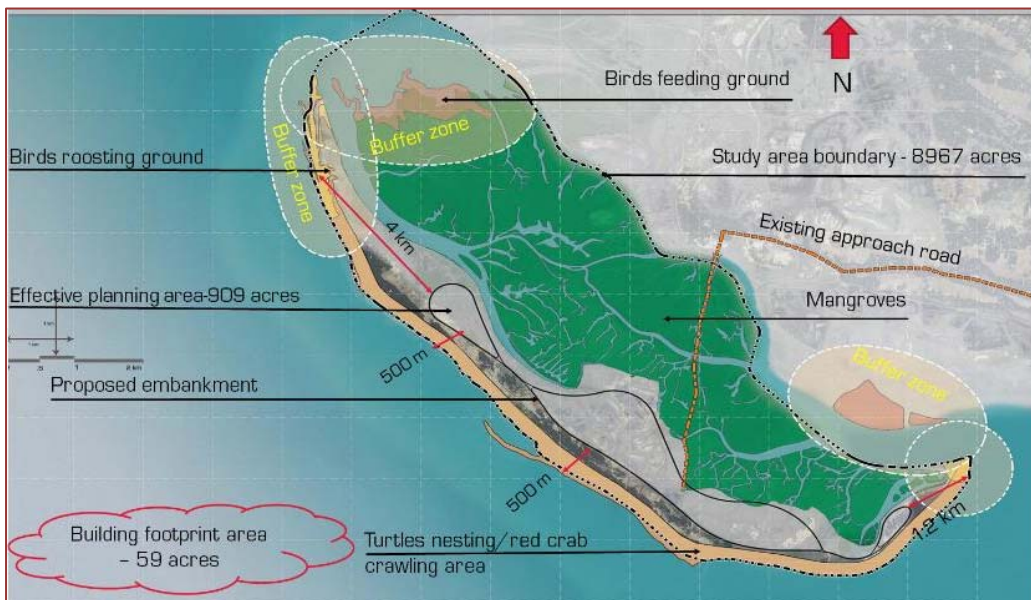 Birds feeding ground
N
Buffer zone
Buffer zone
Birds roosting ground
Study area boundary - 8967 acres
4 km
Existing approach road
Effective planning area-909 acres
Mangroves
500 m
Buffer zone
Proposed embankment
500 m
1.2 km
Building footprint area
– 59 acres
Turtles nesting/red crab
crawling area